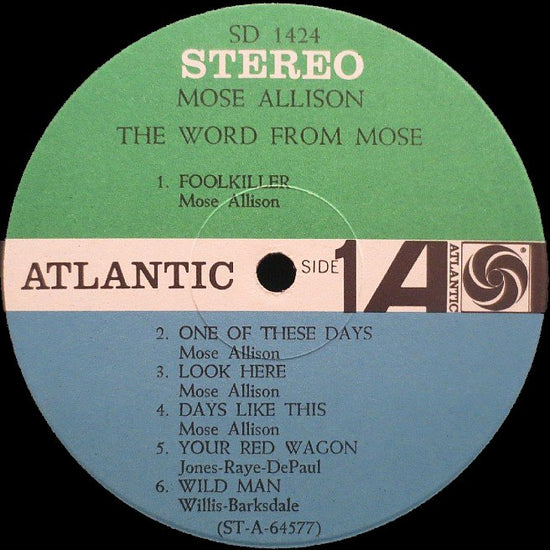 SD 1424
STEREO
MOSE ALLISON
THE WORD FROM MOSE
1. FOOLKILLER
Mose Allison
ATLANTIC
SIDE 1
A
ATLANTIC
®
2. ONE OF THESE DAYS
Mose Allison
3. LOOK HERE
Mose Allison
4. DAYS LIKE THIS
Mose Allison
5. YOUR RED WAGON
Jones-Raye-DePaul
6. WILD MAN
Willis-Barksdale
(ST-A-64577)